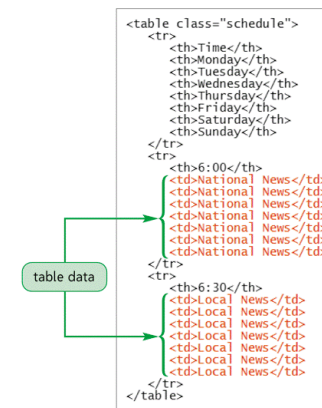 <table class="schedule">
<tr>
<th>Time</th>
<th>Monday</th>
<th>Tuesday</th>
<th>Wednesday</th>
<th>Thursday</th>
<th>Friday</th>
<th>Saturday</th>
<th>Sunday</th>
</tr>
<tr>
<th>6:00</th>
<td>National News</td>
<td>National News</td>
<td>National News</td>
<td>National News</td>
<td>National News</td>
<td>National News</td>
<td>National News</td>
</tr>
<tr>
table data
<th>6:30</th>
<td>Local News</td>
<td>Local News</td>
<td>Local News</td>
<td>Local News</td>
<td>Local News</td>
<td>Local News</td>
<td>Local News</td>
</tr>
</table>